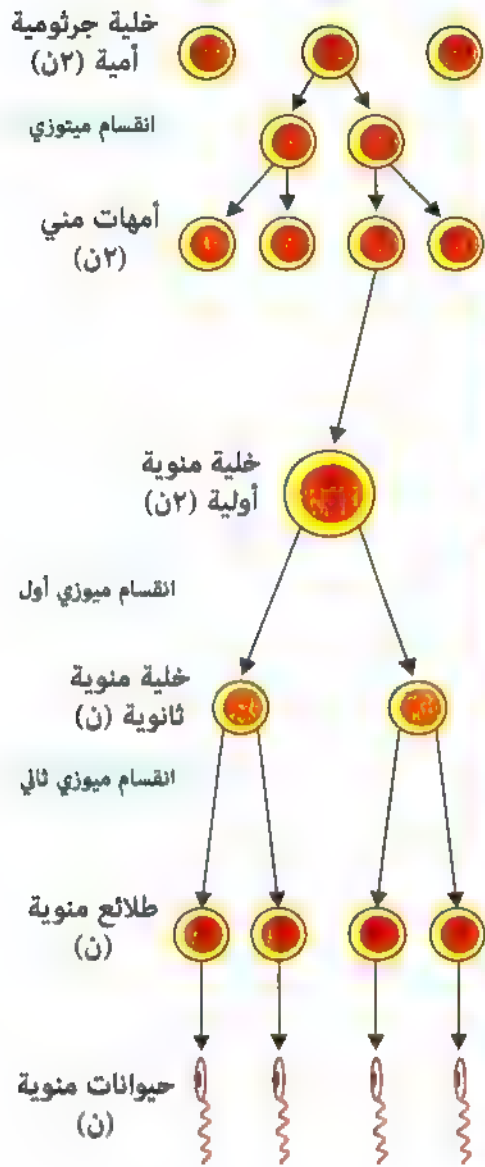 خلية جرثومية
أمية (٢ن)
انقسام ميتوزي
أمهات مني
(٢ن)
خلية منوية
أولية (٢ن)
انقسام ميوزي أول
خلية منوية
ثانوية (ن)
انقسام ميوزي ثاني
طلائع منوية
(ن)
حيوانات منوية
(ن)